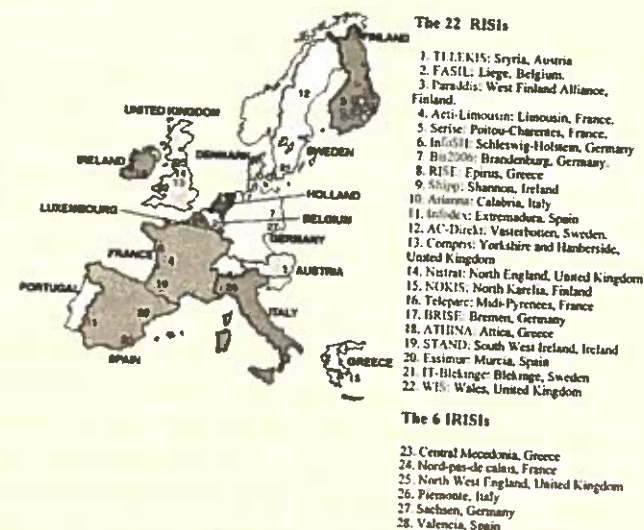 The 22 RISIs
1. TELEKIS: Styria, Austria
2. FASIL: Liege, Belgium.
3. Paraddis: West Finland Alliance,
Finland.
4. Acti-Limousin: Limousin, France.
5. Serise: Poitou-Charentes, France,
6. InfoSH: Schleswig-Holstein, Germany
7. Bis2006: Brandenburg, Germany.
8. RISE: Epirus, Greece
9. Shipp: Shannon, Ireland
10. Arianna: Calabria, Italy
11. Infodex: Extremadura, Spain
12. AC-Direkt: Vasterbotten, Sweden.
13. Compris: Yorkshire and Humberside,
United Kingdom
14. Nistrat: North England, United Kingdom
15. NOKIS: North Karelia, Finland
16. Teleparc: Midi-Pyrenees, France
17. BRISE: Bremen, Germany
18. ATHINA: Attica, Greece
19. STAND: South West Ireland, Ireland
20. Essimur: Murcia, Spain
21. IT-Blekinge: Blekinge, Sweden
22. WIS: Wales, United Kingdom
The 6 IRISIs
23. Central Mecedonia, Greece
24. Nord-pas-de calais, France
25. North West England, United Kingdom
26. Piemonte, Italy
27. Sachsen, Germany
28. Valencia, Spain
FINLAND
12
UNITED KINGDOM
IRELAND
DENMARK
SWEDEN
HOLLAND
LUXEMBOURG
BELGIUM
GERMANY
FRANCE
4
AUSTRIA
PORTUGAL
ITALY
SPAIN
GREECE